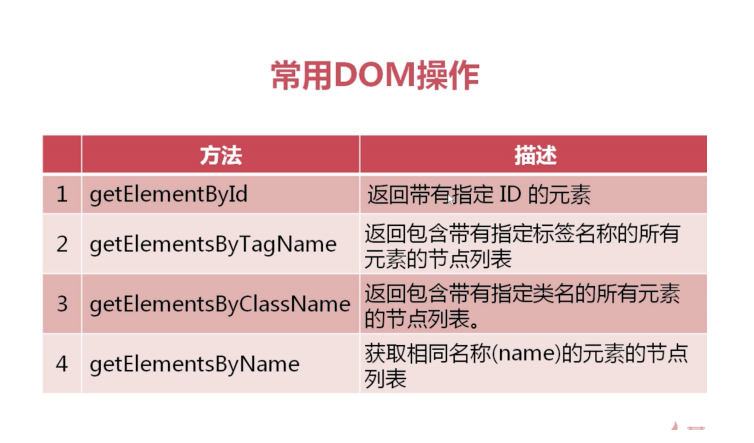 常用DOM操作
方法 描述
1 getElementById 返回带有指定 ID 的元素
2 getElementsByTagName 返回包含带有指定标签名称的所有
元素的节点列表
3 getElementsByClassName 返回包含带有指定类名的所有元素
的节点列表。
4 getElementsByName 获取相同名称(name)的元素的节点
列表